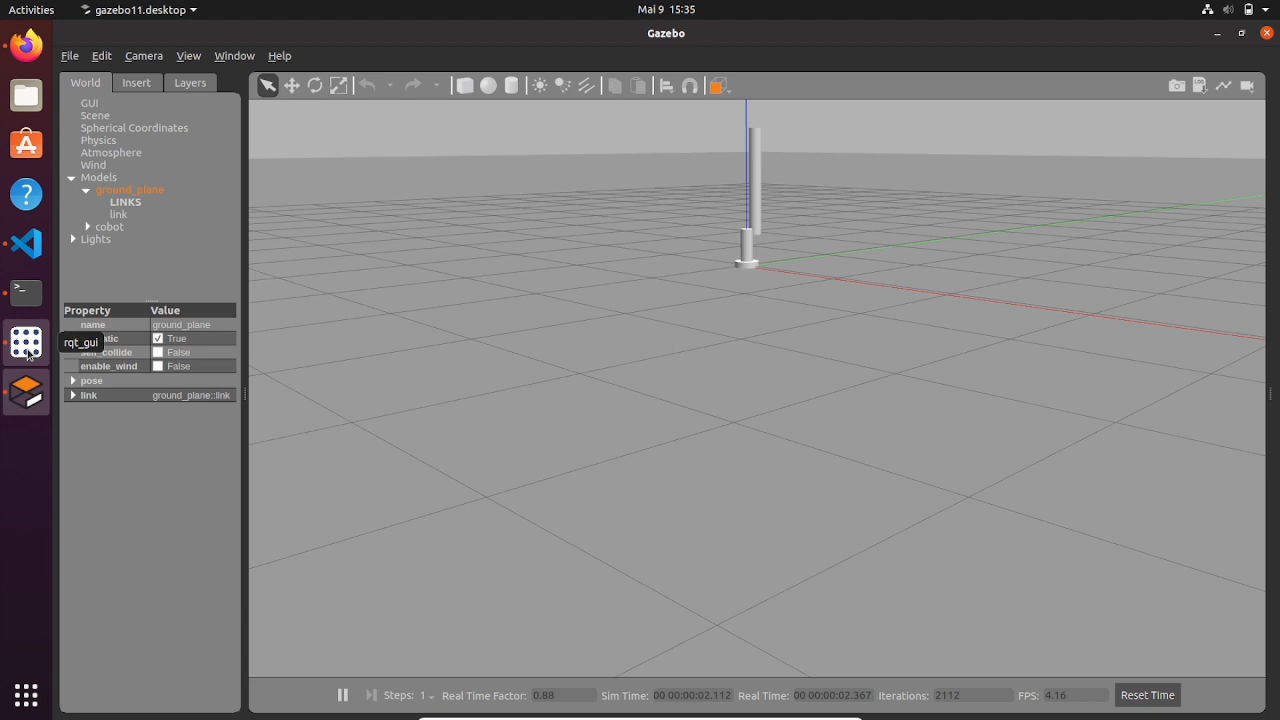 Activities gazebo11.desktop Mai 9 15:35
Gazebo
File Edit Camera View Window Help
World Insert Layers
GUI
Scene
Spherical Coordinates
Physics
Atmosphere
Wind
Models
ground_plane
LINKS
link
cobot
Lights
Property Value
name ground_plane
True
rqt_gui
False
enable_wind False
pose
link ground_plane::link
Steps: 1 Real Time Factor: 0.88 Sim Time: 00 00:00:02.112 Real Time: 00 00:00:02.367 Iterations: 2112 FPS: 4.16 Reset Time